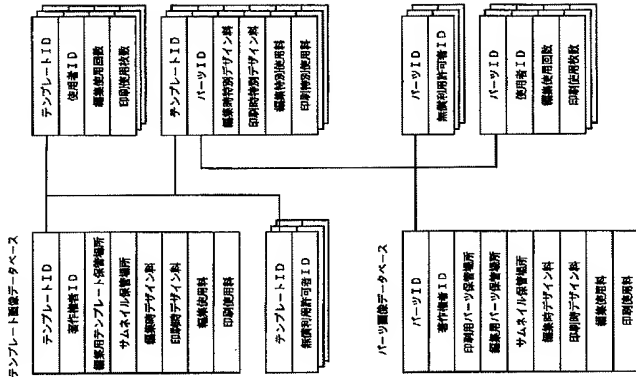 テンプレート画像データベース
テンプレートID
著作権者ID
編集用テンプレート保管場所
サムネイル保管場所
編集時デザイン料
印刷時デザイン料
編集使用料
印刷使用料
テンプレートID
使用者ID
編集使用回数
印刷使用枚数
テンプレートID
パーツID
編集時特別デザイン料
印刷時特別デザイン料
編集特別使用料
印刷特別使用料
テンプレートID
無償利用許可者ID
パーツ画像データベース
パーツID
著作権者ID
印刷用パーツ保管場所
編集用パーツ保管場所
サムネイル保管場所
編集時デザイン料
印刷時デザイン料
編集使用料
印刷使用料
パーツID
無償利用許可者ID
パーツID
使用者ID
編集使用回数
印刷使用枚数